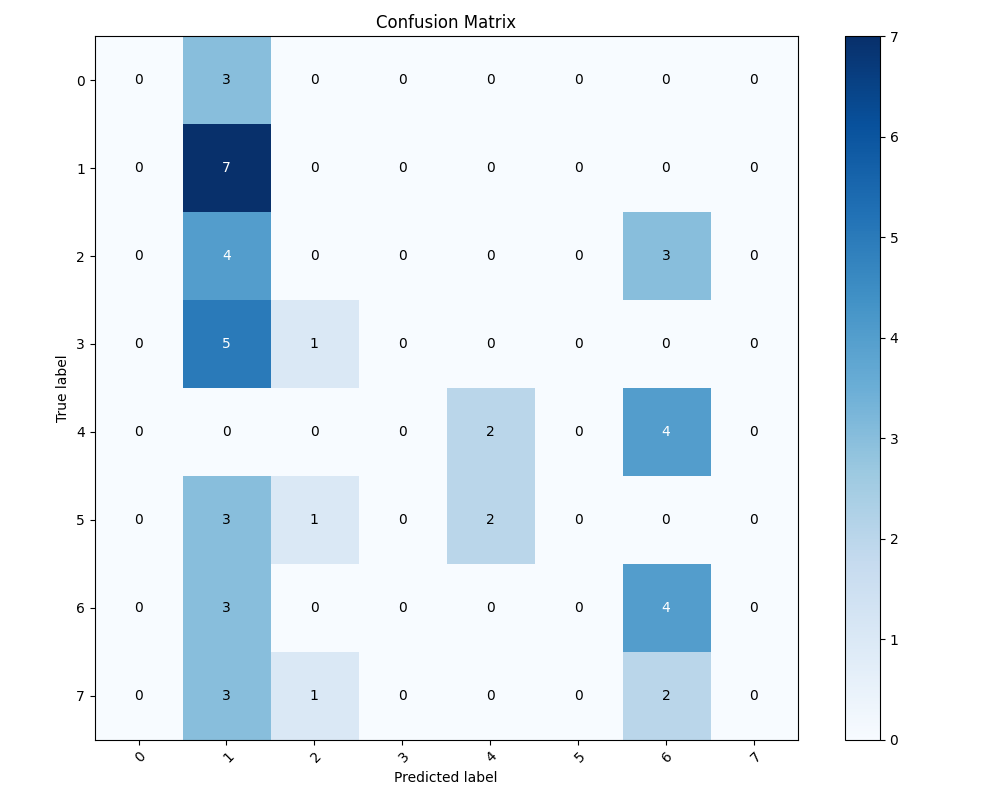 Confusion Matrix
0 0 3 0 0 0 0 0 0
1 0 7 0 0 0 0 0 0
2 0 4 0 0 0 0 3 0
3 0 5 1 0 0 0 0 0
4 0 0 0 0 2 0 4 0
5 0 3 1 0 2 0 0 0
6 0 3 0 0 0 0 4 0
7 0 3 1 0 0 0 2 0
0 1 2 3 4 5 6 7
True label
Predicted label
7
6
5
4
3
2
1
0